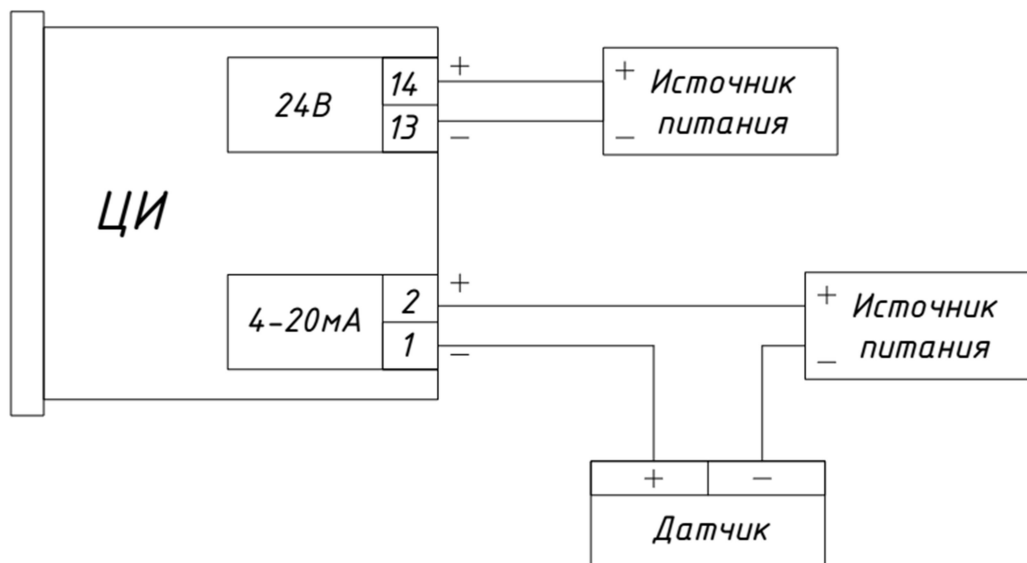 24В
14
13
+
−
+ Источник
− питания
ЦИ
4-20мА
2
1
+
−
+ Источник
− питания
+ −
Датчик